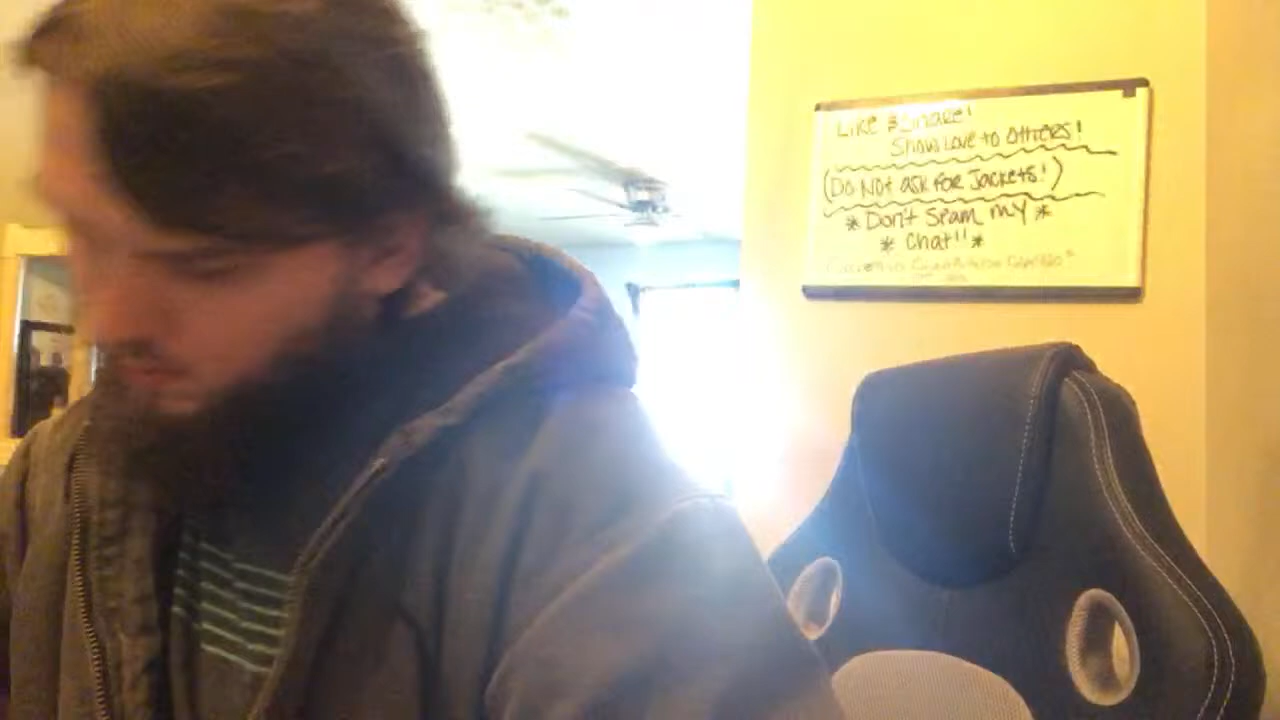 Like & Share!
Show Love to Others!
(Do Not ask for Jackets!)
* Don't Spam my *
* Chat!! *